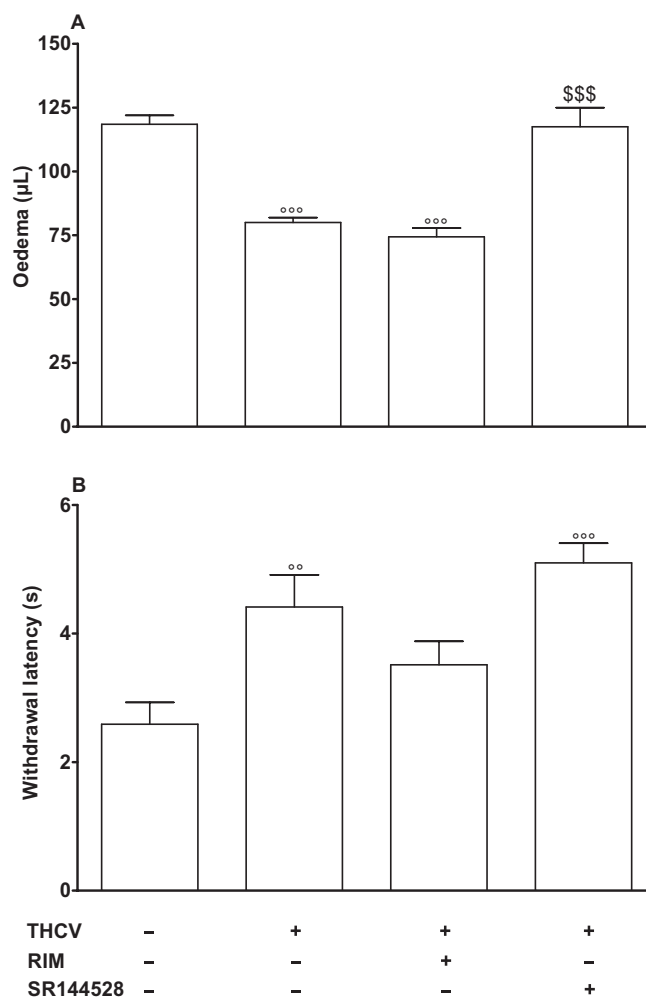 A
150
125
100
75
50
25
0
Oedema (µL)
°°°
°°°
$$$
B
6
4
2
0
Withdrawal latency (s)
°°
°°°
THCV – + + +
RIM – – + –
SR144528 – – – +